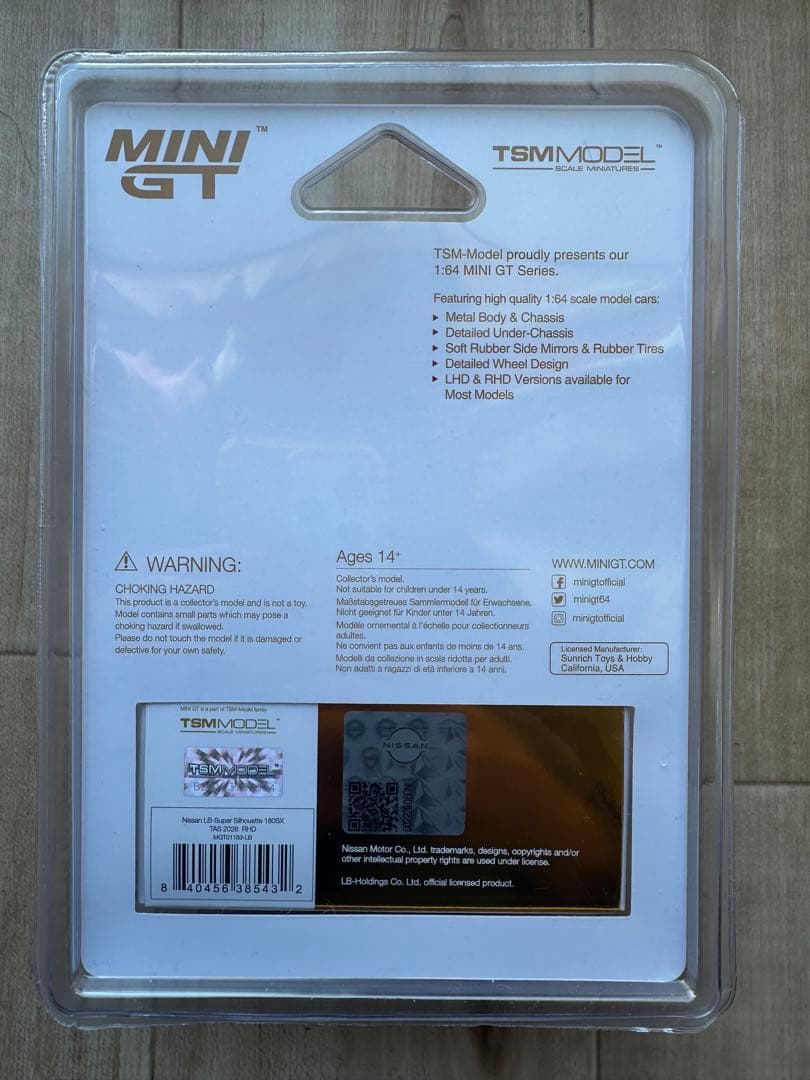 MINI GT™
TSMMODEL™
SCALE MINIATURES
TSM-Model proudly presents our
1:64 MINI GT Series.
Featuring high quality 1:64 scale model cars:
Metal Body & Chassis
Detailed Under-Chassis
Soft Rubber Side Mirrors & Rubber Tires
Detailed Wheel Design
LHD & RHD Versions available for
Most Models
WARNING:
CHOKING HAZARD
This product is a collector's model and is not a toy.
Model contains small parts which may pose a
choking hazard if swallowed.
Please do not touch the model if it is damaged or
defective for your own safety.
Ages 14+
Collector's model.
Not suitable for children under 14 years.
Maßstabsgetreues Sammlermodell für Erwachsene.
Nicht geeignet für Kinder unter 14 Jahren.
Modèle ornemental à l'échelle pour collectionneurs
adultes.
Ne convient pas aux enfants de moins de 14 ans.
Modelli da collezione in scala ridotta per adulti.
Non adatti a ragazzi di età inferiore a 14 anni.
WWW.MINIGT.COM
minigtofficial
minigt64
minigtofficial
Licensed Manufacturer:
Sunrich Toys & Hobby
California, USA
MINI GT is a part of TSM-Model family
TSMMODEL™
SCALE MINIATURES
TSM MODEL™
Nissan LB-Super Silhouette 180SX
TAS 2026 RHD
MGT01163-LB
8 40456 38543 2
NISSAN
Nissan Motor Co., Ltd. trademarks, designs, copyrights and/or
other intellectual property rights are used under license.
LB-Holdings Co. Ltd. official licensed product.